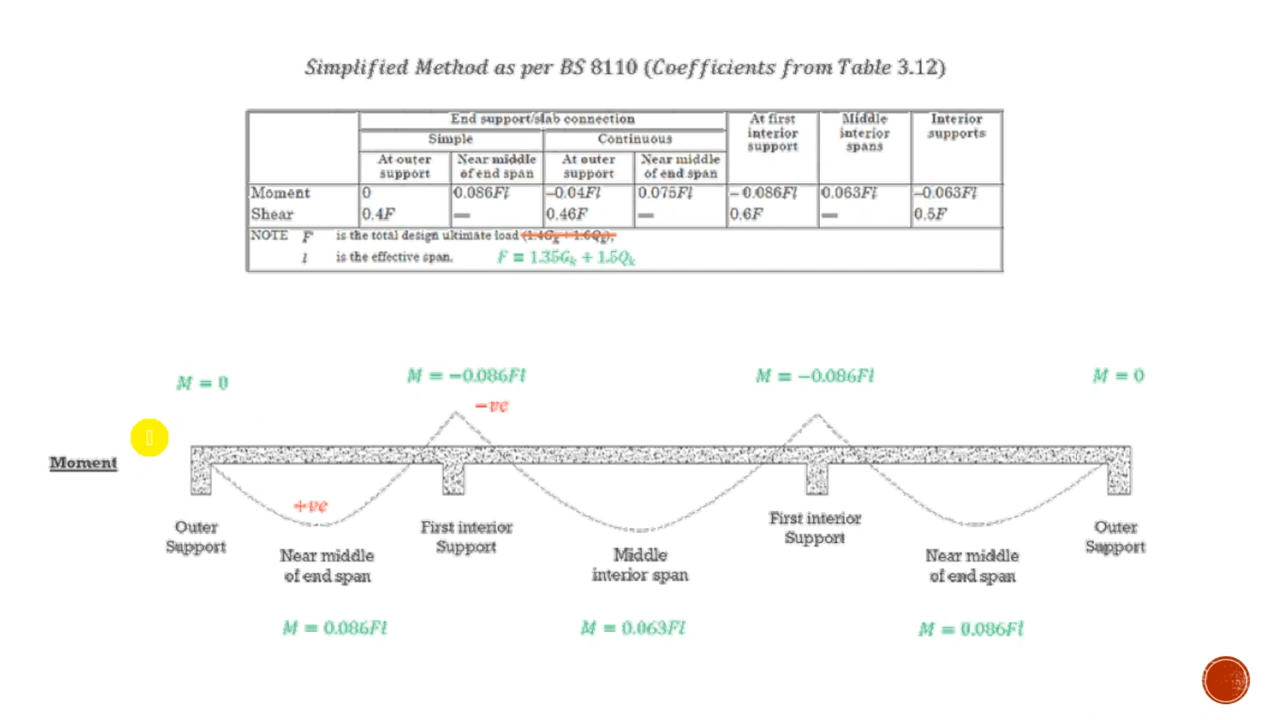 Simplified Method as per BS 8110 (Coefficients from Table 3.12)
End support/slab connection
At first interior support
Middle interior spans
Interior supports
Simple
Continuous
At outer support
Near middle of end span
At outer support
Near middle of end span
Moment 0 0.086Fl –0.04Fl 0.075Fl – 0.086Fl 0.063Fl –0.063Fl
Shear 0.4F — 0.46F — 0.6F — 0.5F
NOTE F is the total design ultimate load (1.4Gk + 1.6Qk);
l is the effective span. F = 1.35Gk + 1.5Qk
M = 0
M = −0.086Fl
M = −0.086Fl
M = 0
−ve
Moment
+ve
Outer Support
First interior Support
First interior Support
Outer Support
Near middle of end span
Middle interior span
Near middle of end span
M = 0.086Fl
M = 0.063Fl
M = 0.086Fl